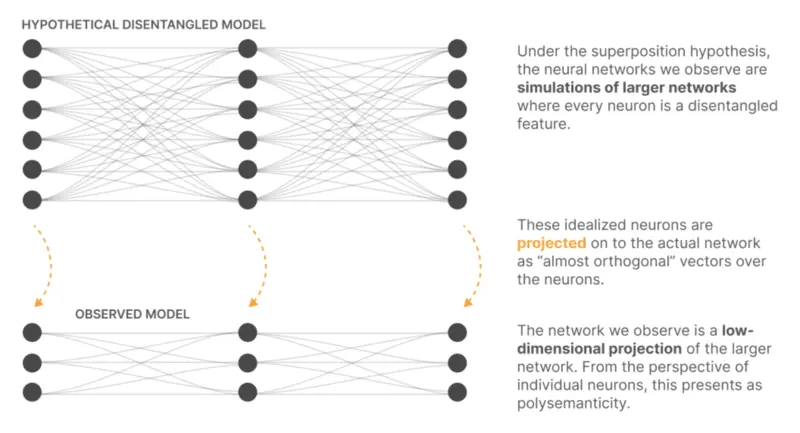 HYPOTHETICAL DISENTANGLED MODEL
Under the superposition hypothesis,
the neural networks we observe are
simulations of larger networks
where every neuron is a disentangled
feature.
These idealized neurons are
projected on to the actual network
as “almost orthogonal” vectors over
the neurons.
OBSERVED MODEL
The network we observe is a low-
dimensional projection of the larger
network. From the perspective of
individual neurons, this presents as
polysemanticity.